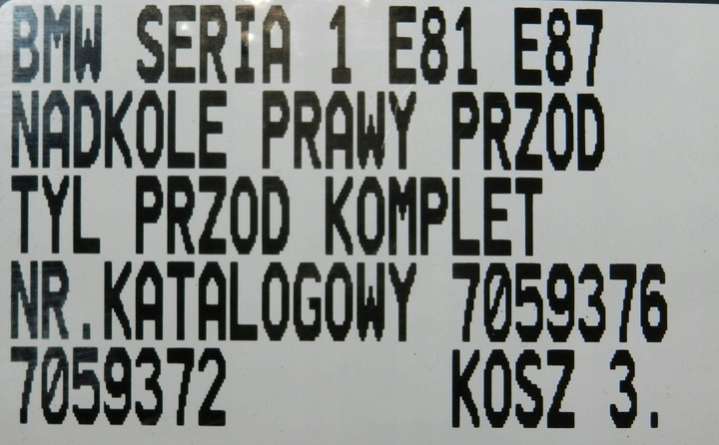 BMW SERIA 1 E81 E87
NADKOLE PRAWY PRZOD
TYL PRZOD KOMPLET
NR.KATALOGOWY 7059376
7059372 KOSZ 3.